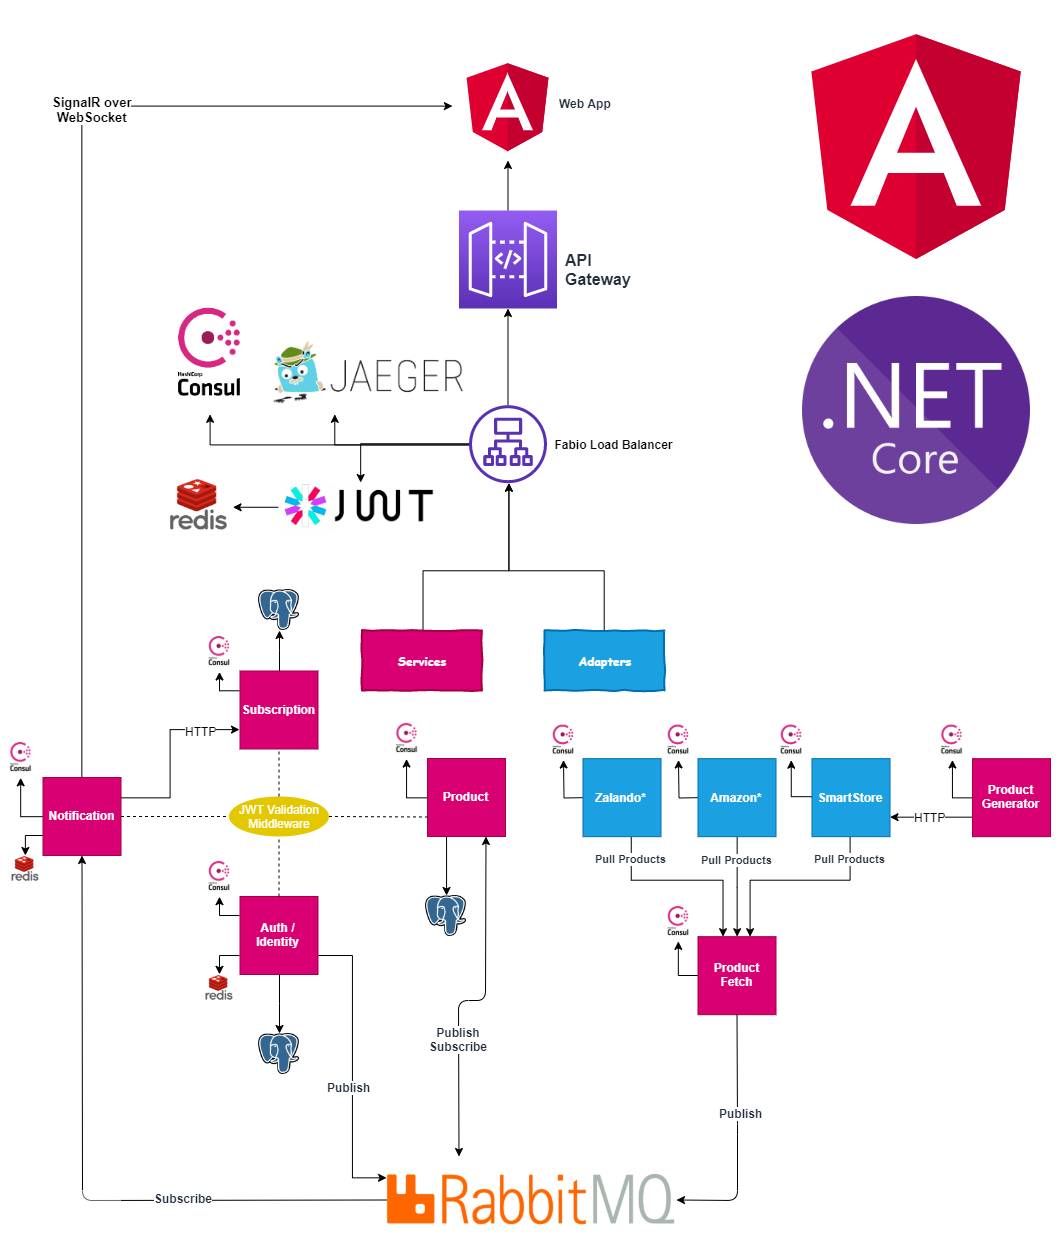 SignalR over
WebSocket
Web App
API
Gateway
HashiCorp
Consul
JAEGER
Fabio Load Balancer
.NET
Core
redis
JWT
Services
Adapters
Consul
Subscription
HTTP
Consul
Notification
redis
JWT Validation
Middleware
Consul
Product
Consul
Zalando*
Consul
Amazon*
Consul
SmartStore
Consul
Product
Generator
HTTP
Pull Products
Pull Products
Pull Products
Consul
Auth /
Identity
redis
Consul
Product
Fetch
Publish
Subscribe
Publish
Publish
Subscribe
RabbitMQ